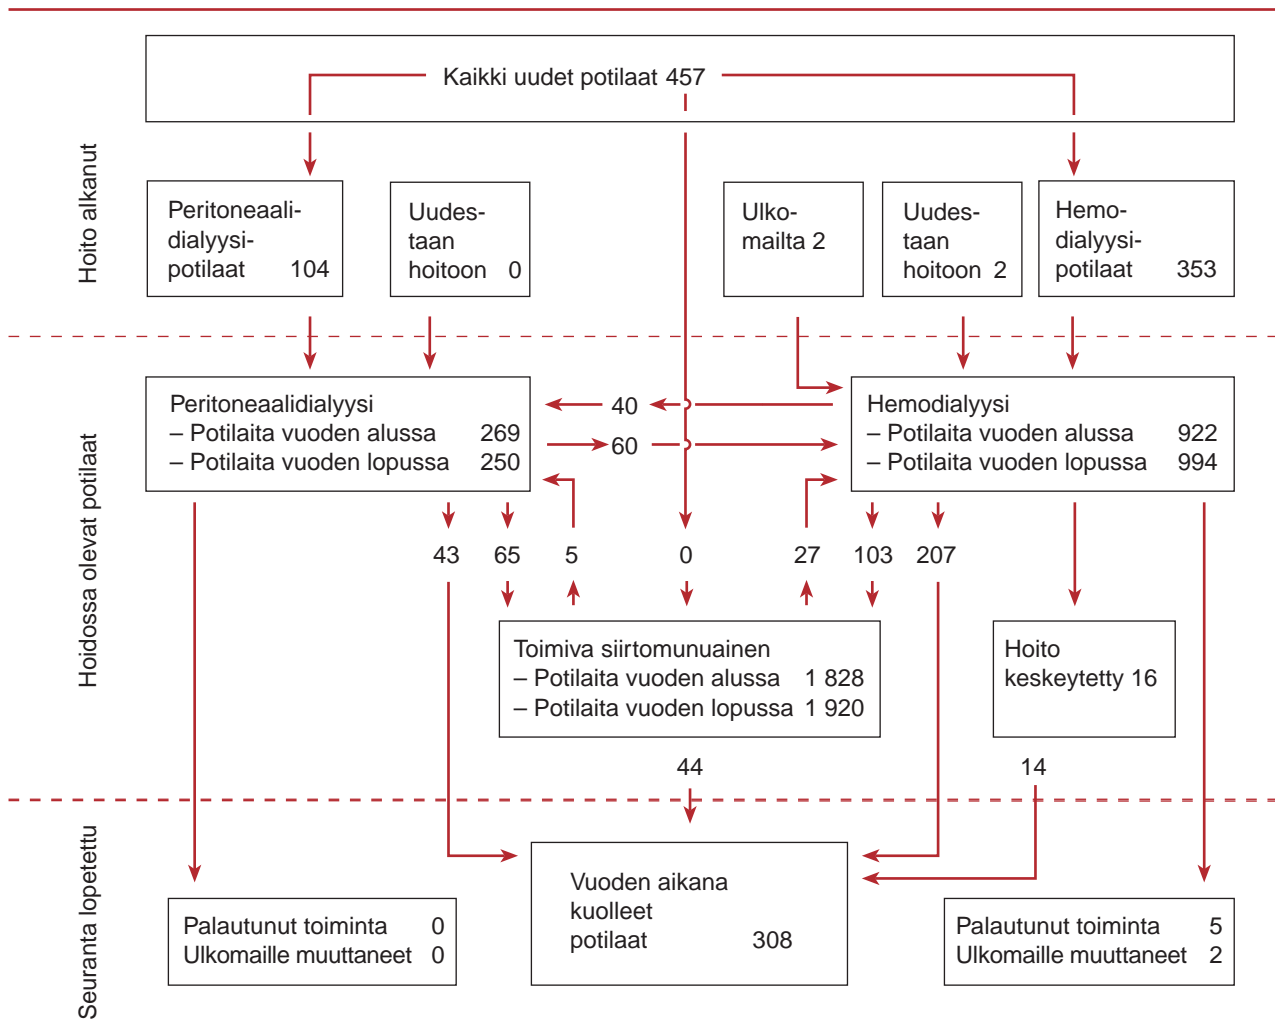 Kaikki uudet potilaat 457
Hoito alkanut
Peritoneaali-
dialyysi-
potilaat 104
Uudes-
taan
hoitoon 0
Ulko-
mailta 2
Uudes-
taan
hoitoon 2
Hemo-
dialyysi-
potilaat 353
Hoidossa olevat potilaat
Peritoneaalidialyysi
– Potilaita vuoden alussa 269
– Potilaita vuoden lopussa 250
40
60
Hemodialyysi
– Potilaita vuoden alussa 922
– Potilaita vuoden lopussa 994
43 65 5 0 27 103 207
Toimiva siirtomunuainen
– Potilaita vuoden alussa 1 828
– Potilaita vuoden lopussa 1 920
Hoito
keskeytetty 16
44
14
Seuranta lopetettu
Palautunut toiminta 0
Ulkomaille muuttaneet 0
Vuoden aikana
kuolleet
potilaat 308
Palautunut toiminta 5
Ulkomaille muuttaneet 2